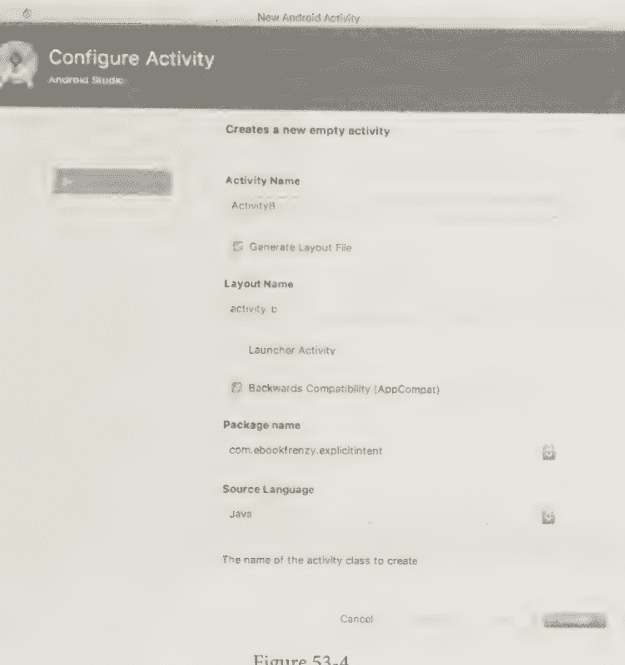 New Android Activity
Configure Activity
Android Studio
Creates a new empty activity
Activity Name
ActivityB
Generate Layout File
Layout Name
activity_b
Launcher Activity
Backwards Compatibility (AppCompat)
Package name
com.ebookfrenzy.explicitintent
Source Language
Java
The name of the activity class to create
Cancel
Figure 53-4